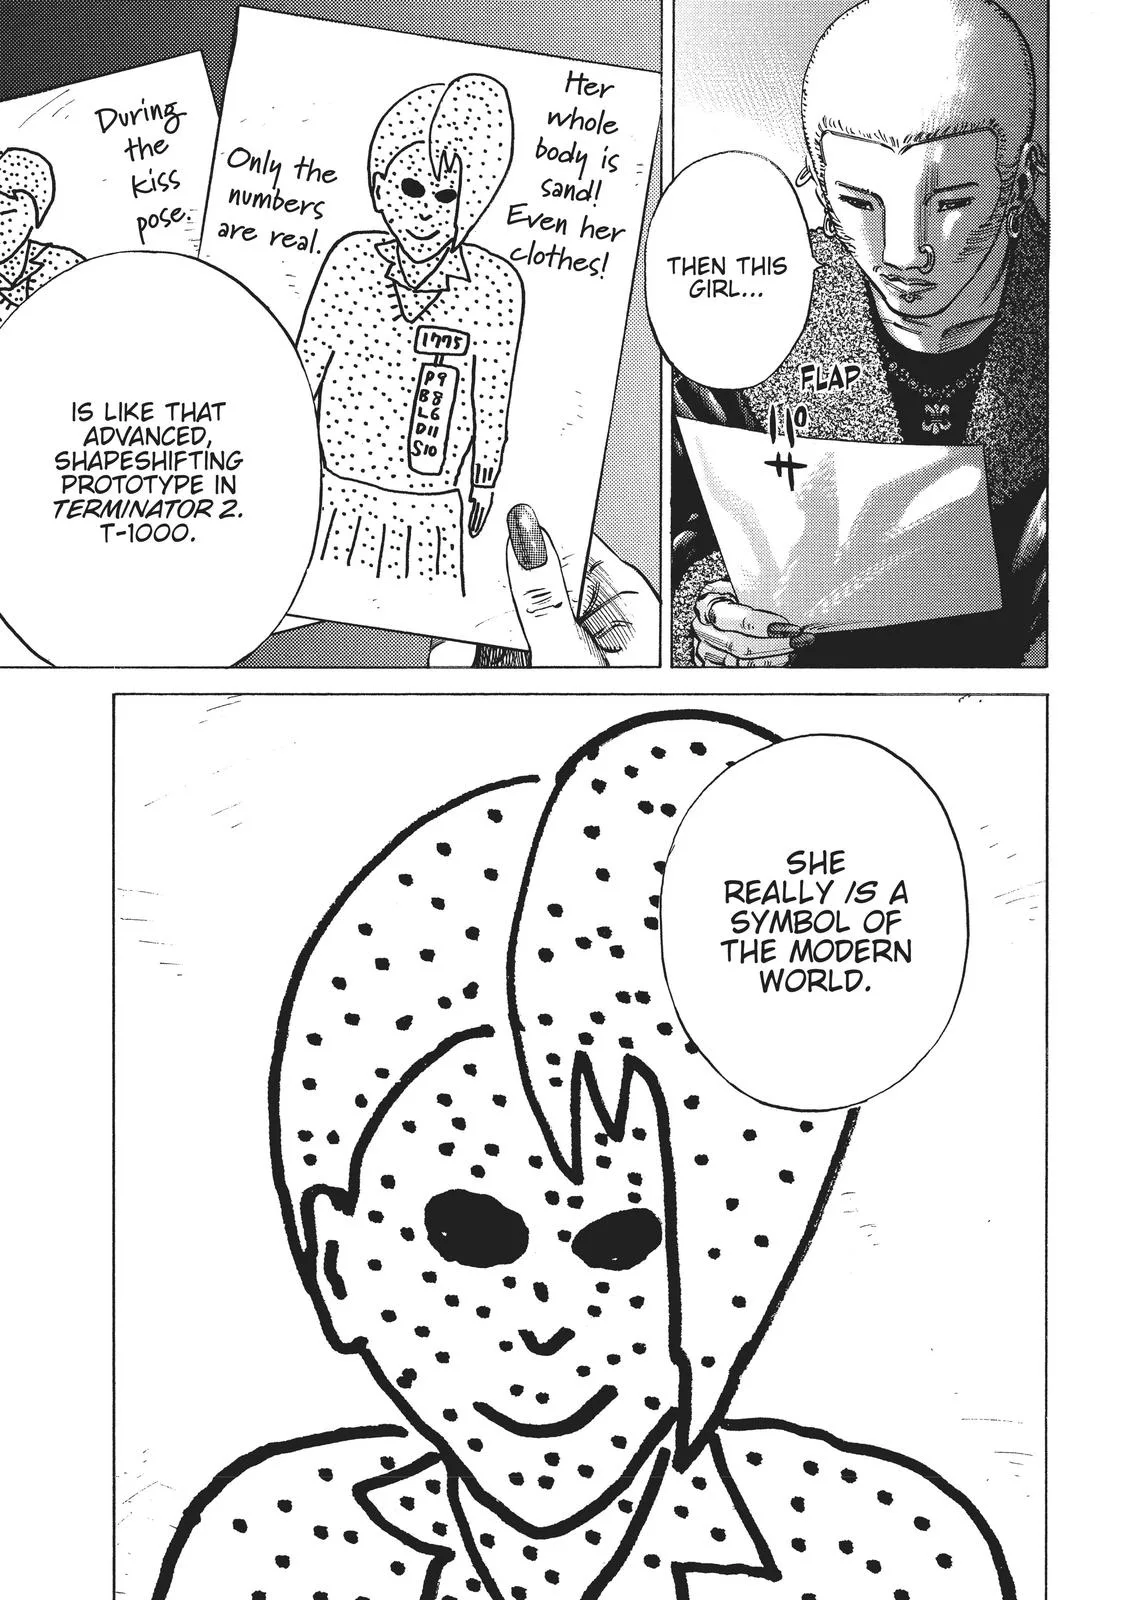 THEN THIS
GIRL...
FLAP
During
the
kiss
pose.
Only the
numbers
are real.
Her
whole
body is
sand!
Even her
clothes!
1775
P9
B8
L6
D11
S10
IS LIKE THAT
ADVANCED,
SHAPESHIFTING
PROTOTYPE IN
TERMINATOR 2.
T-1000.
SHE
REALLY IS A
SYMBOL OF
THE MODERN
WORLD.